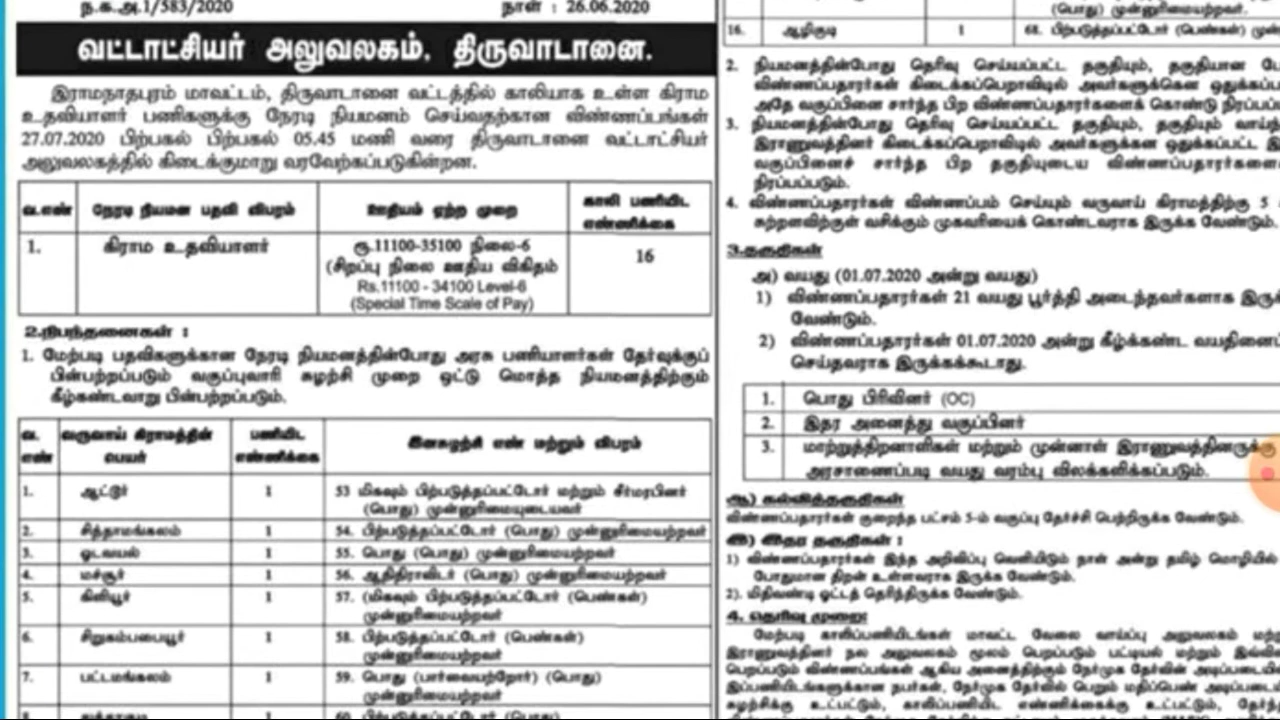 ந.க.அ.1/583/2020 நாள் : 26.06.2020
வட்டாட்சியர் அலுவலகம், திருவாடானை.
இராமநாதபுரம் மாவட்டம், திருவாடானை வட்டத்தில் காலியாக உள்ள கிராம
உதவியாளர் பணிகளுக்கு நேரடி நியமனம் செய்வதற்கான விண்ணப்பங்கள்
27.07.2020 பிற்பகல் பிற்பகல் 05.45 மணி வரை திருவாடானை வட்டாட்சியர்
அலுவலகத்தில் கிடைக்குமாறு வரவேற்கப்படுகின்றன.
வ.எண் நேரடி நியமன பதவி விபரம் ஊதியம் ஏற்ற முறை காலி பணியிட
எண்ணிக்கை
1. கிராம உதவியாளர் ரூ.11100-35100 நிலை-6 16
(சிறப்பு நிலை ஊதிய விகிதம்
Rs.11100 - 34100 Level-6
(Special Time Scale of Pay)
2.நிபந்தனைகள் :
1. மேற்படி பதவிகளுக்கான நேரடி நியமனத்தின்போது அரசு பணியாளர்கள் தேர்வுக்குப்
பின்பற்றப்படும் வகுப்புவாரி சுழற்சி முறை ஒட்டு மொத்த நியமனத்திற்கும்
கீழ்கண்டவாறு பின்பற்றப்படும்.
வ. வருவாய் கிராமத்தின் பணியிட இனசுழற்சி எண் மற்றும் விபரம்
எண் பெயர் எண்ணிக்கை
1. ஆட்டூர் 1 53 மிகவும் பிற்படுத்தப்பட்டோர் மற்றும் சீர்மரபினர்
(பொது) முன்னுரிமையுடையவர்
2. சித்தாமங்கலம் 1 54. பிற்படுத்தப்பட்டோர் (பொது) முன்னுரிமையற்றவர்
3. ஓடவயல் 1 55. பொது (பொது) முன்னுரிமையற்றவர்
4. மச்சூர் 1 56. ஆதிதிராவிடர் (பொது) முன்னுரிமையற்றவர்
5. கிளியூர் 1 57. (மிகவும் பிற்படுத்தப்பட்டோர் (பெண்கள்)
முன்னுரிமையற்றவர்
6. சிறுகம்பையூர் 1 58. பிற்படுத்தப்பட்டோர் (பெண்கள்)
முன்னுரிமையற்றவர்
7. பட்டமங்கலம் 1 59. பொது (பார்வையற்றோர்) (பொது)
முன்னுரிமையற்றவர்
60. பிற்படுத்தப்பட்டோர் (பொது)
(பொது) முன்னுரிமையற்றவர்.
16. ஆழிகுடி 1 68. பிற்படுத்தப்பட்டோர் (பெண்கள்)
2. நியமனத்தின்போது தெரிவு செய்யப்பட்ட தகுதியும், தகுதியான
விண்ணப்பதாரர்கள் கிடைக்கப்பெறாவிடில் அவர்களுக்கென
அதே வகுப்பினை சார்ந்த பிற விண்ணப்பதாரர்களைக் கொண்டு
3. நியமனத்தின்போது தெரிவு செய்யப்பட்ட தகுதியும், தகுதியும்
இராணுவத்தினர் கிடைக்கப்பெறாவிடில் அவர்களுக்கான ஒதுக்கப்பட்ட
வகுப்பினைச் சார்ந்த பிற தகுதியுடைய
நிரப்பப்படும்.
4. விண்ணப்பதாரர்கள் விண்ணப்பம் செய்யும் வருவாய் கிராமத்திற்கு 5
சுற்றளவிற்குள் வசிக்கும் முகவரியைக் கொண்டவராக இருக்க வேண்டும்.
3.தகுதிகள்
அ) வயது (01.07.2020 அன்று வயது)
1) விண்ணப்பதாரர்கள் 21 வயது பூர்த்தி அடைந்தவர்களாக
வேண்டும்.
2) விண்ணப்பதாரர்கள் 01.07.2020 அன்று கீழ்க்கண்ட
செய்தவராக இருக்கக்கூடாது.
1. பொது பிரிவினர் (OC)
2. இதர அனைத்து வகுப்பினர்
3. மாற்றுத்திறனாளிகள் மற்றும் முன்னாள் இராணுவத்தினருக்கு
அரசாணைப்படி வயது வரம்பு விலக்களிக்கப்படும்.
ஆ) கல்வித்தகுதிகள்
விண்ணப்பதாரர்கள் குறைந்த பட்சம் 5-ம் வகுப்பு தேர்ச்சி பெற்றிருக்க வேண்டும்.
இ) இதர தகுதிகள் :
1) விண்ணப்பதாரர்கள் இந்த அறிவிப்பு வெளியிடும் நாள் அன்று தமிழ் மொழியில்
போதுமான திறன் உள்ளவராக இருக்க வேண்டும்.
2). மிதிவண்டி ஓட்டத் தெரிந்திருக்க வேண்டும்.
4. தெரிவு முறை:
மேற்படி காலிப்பணியிடங்கள் மாவட்ட வேலை வாய்ப்பு அலுவலகம்
இராணுவத்தினர் நல அலுவலகம் மூலம் பெறப்படும் பட்டியல் மற்றும்
பெறப்படும் விண்ணப்பங்கள் ஆகிய அனைத்திற்கும் நேர்முக தேர்வின்
இப்பணியிடங்களுக்கான நபர்கள், நேர்முக தேர்வில் பெறும் மதிப்பெண்
சுழற்சிக்கு உட்பட்டும், காலிப்பணியிட எண்ணிக்கைக்கு உட்பட்டும்,